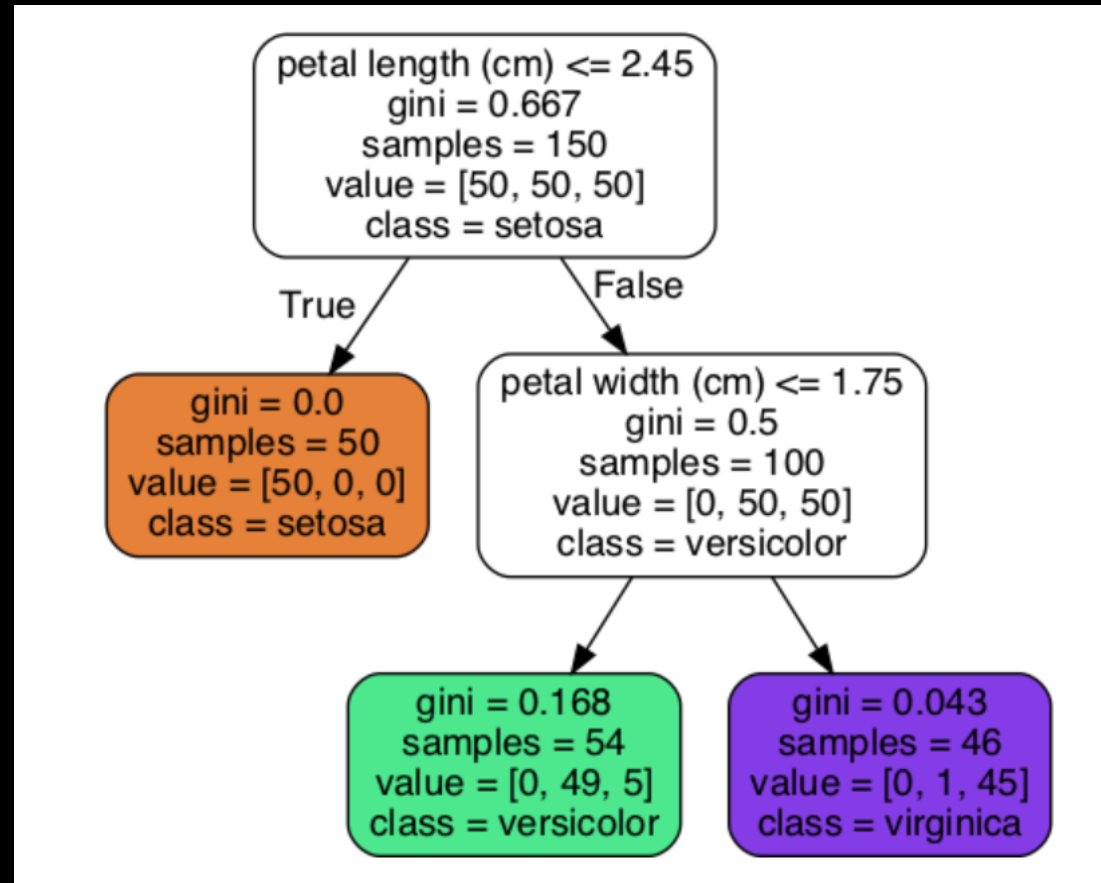 petal length (cm) <= 2.45
gini = 0.667
samples = 150
value = [50, 50, 50]
class = setosa
True
False
gini = 0.0
samples = 50
value = [50, 0, 0]
class = setosa
petal width (cm) <= 1.75
gini = 0.5
samples = 100
value = [0, 50, 50]
class = versicolor
gini = 0.168
samples = 54
value = [0, 49, 5]
class = versicolor
gini = 0.043
samples = 46
value = [0, 1, 45]
class = virginica